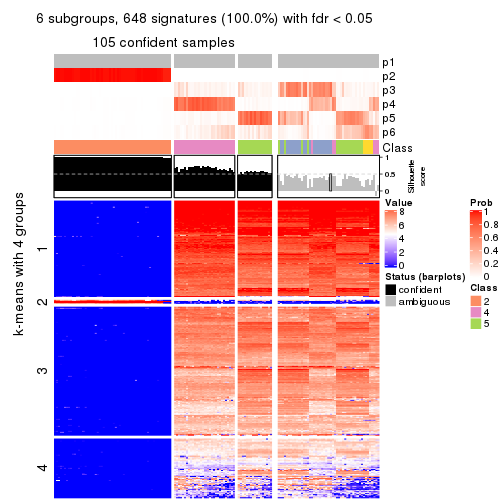 6 subgroups, 648 signatures (100.0%) with fdr < 0.05
105 confident samples
p1
p2
p3
p4
p5
p6
Class
1
0.5
0
Silhouette
score
k-means with 4 groups
1
2
3
4
Value
8
6
4
2
0
Status (barplots)
confident
ambiguous
Prob
1
0.8
0.6
0.4
0.2
0
Class
2
4
5